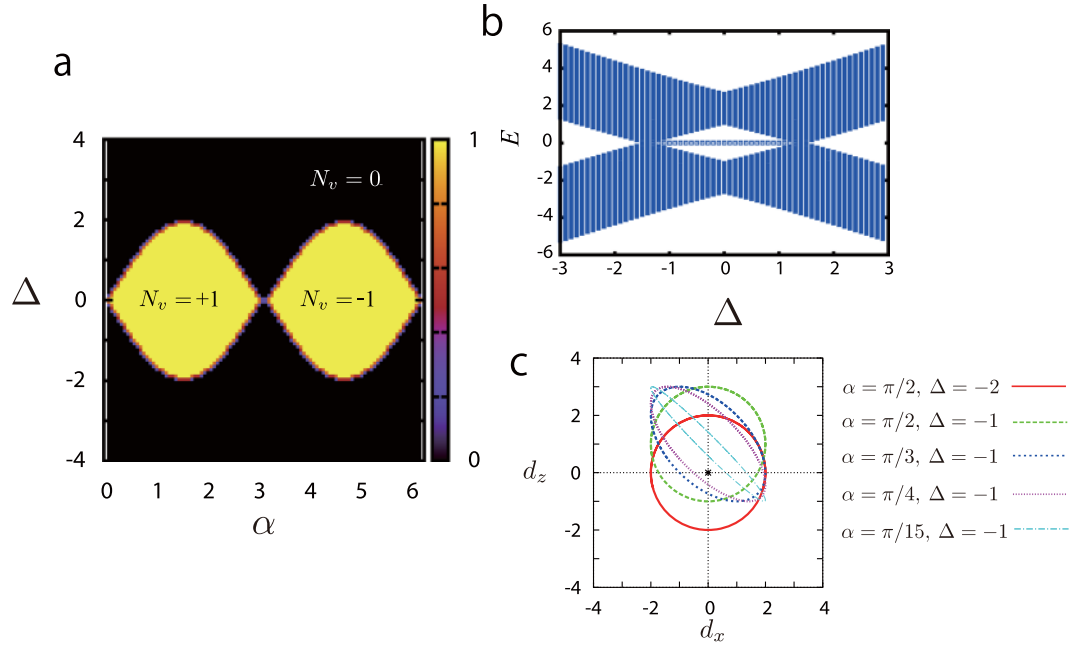 a
4
2
0
-2
-4
Δ
0 1 2 3 4 5 6
α
N_v = 0
N_v = +1
N_v = -1
1
0
b
6
4
2
0
-2
-4
-6
E
-3 -2 -1 0 1 2 3
Δ
c
4
2
0
-2
-4
d_z
-4 -2 0 2 4
d_x
α = π/2, Δ = −2
α = π/2, Δ = −1
α = π/3, Δ = −1
α = π/4, Δ = −1
α = π/15, Δ = −1